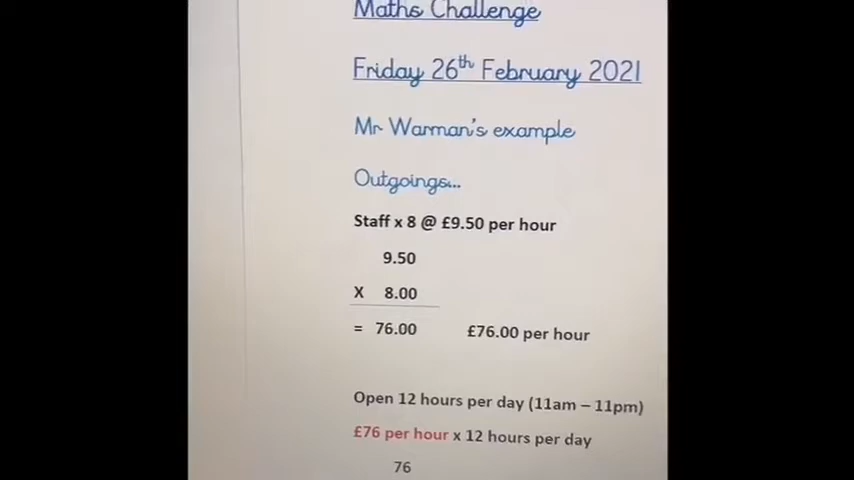 Maths Challenge
Friday 26th February 2021
Mr Warman's example
Outgoings...
Staff x 8 @ £9.50 per hour
9.50
X 8.00
= 76.00 £76.00 per hour
Open 12 hours per day (11am – 11pm)
£76 per hour x 12 hours per day
76